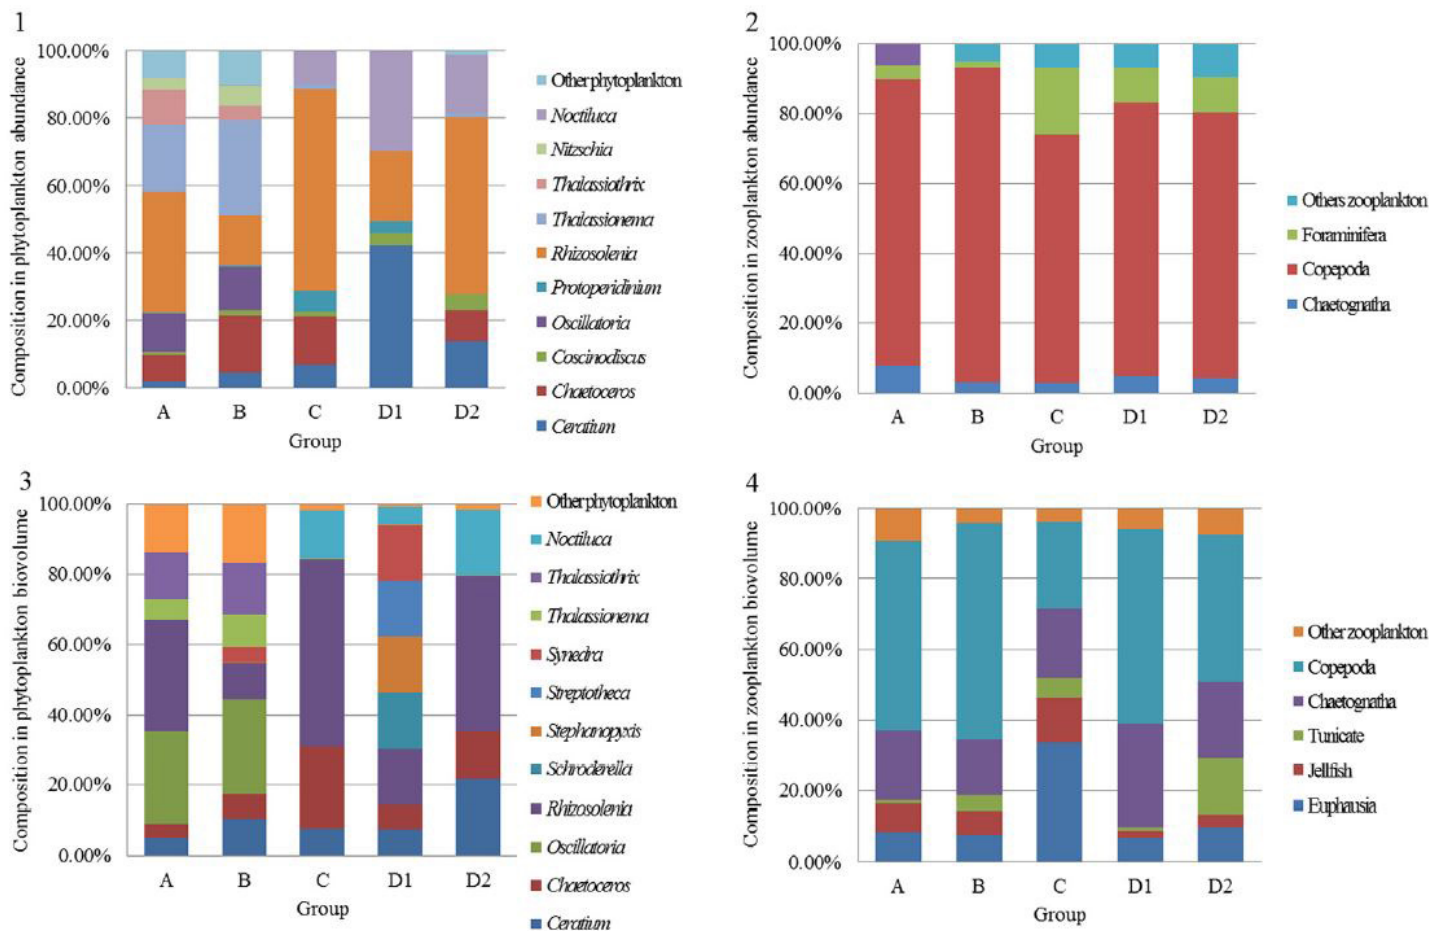 1
Composition in phytoplankton abundance
100.00%
80.00%
60.00%
40.00%
20.00%
0.00%
A B C D1 D2
Group
Other phytoplankton
Noctiluca
Nitzschia
Thalassiothrix
Thalassionema
Rhizosolenia
Protoperidinium
Oscillatoria
Coscinodiscus
Chaetoceros
Ceratium
2
Composition in zooplankton abundance
100.00%
80.00%
60.00%
40.00%
20.00%
0.00%
A B C D1 D2
Group
Others zooplankton
Foraminifera
Copepoda
Chaetognatha
3
Composition in phytoplankton biovolume
100.00%
80.00%
60.00%
40.00%
20.00%
0.00%
A B C D1 D2
Group
Other phytoplankton
Noctiluca
Thalassiothrix
Thalassionema
Synedra
Streptotheca
Stephanopyxis
Schroderella
Rhizosolenia
Oscillatoria
Chaetoceros
Ceratium
4
Composition in zooplankton biovolume
100.00%
80.00%
60.00%
40.00%
20.00%
0.00%
A B C D1 D2
Group
Other zooplankton
Copepoda
Chaetognatha
Tunicate
Jellfish
Euphausia